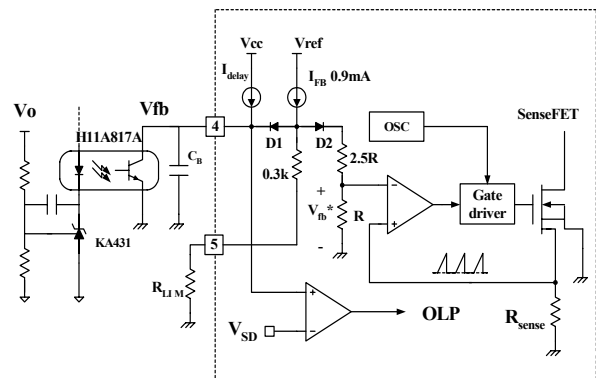 Vcc
Vref
Idelay
IFB 0.9mA
Vo
H11A817A
Vfb
4
D1
D2
CB
0.3k
2.5R
OSC
SenseFET
+
Vfb*
-
R
−
+
Gate
driver
KA431
5
RLIM
+
−
VSD
OLP
Rsense